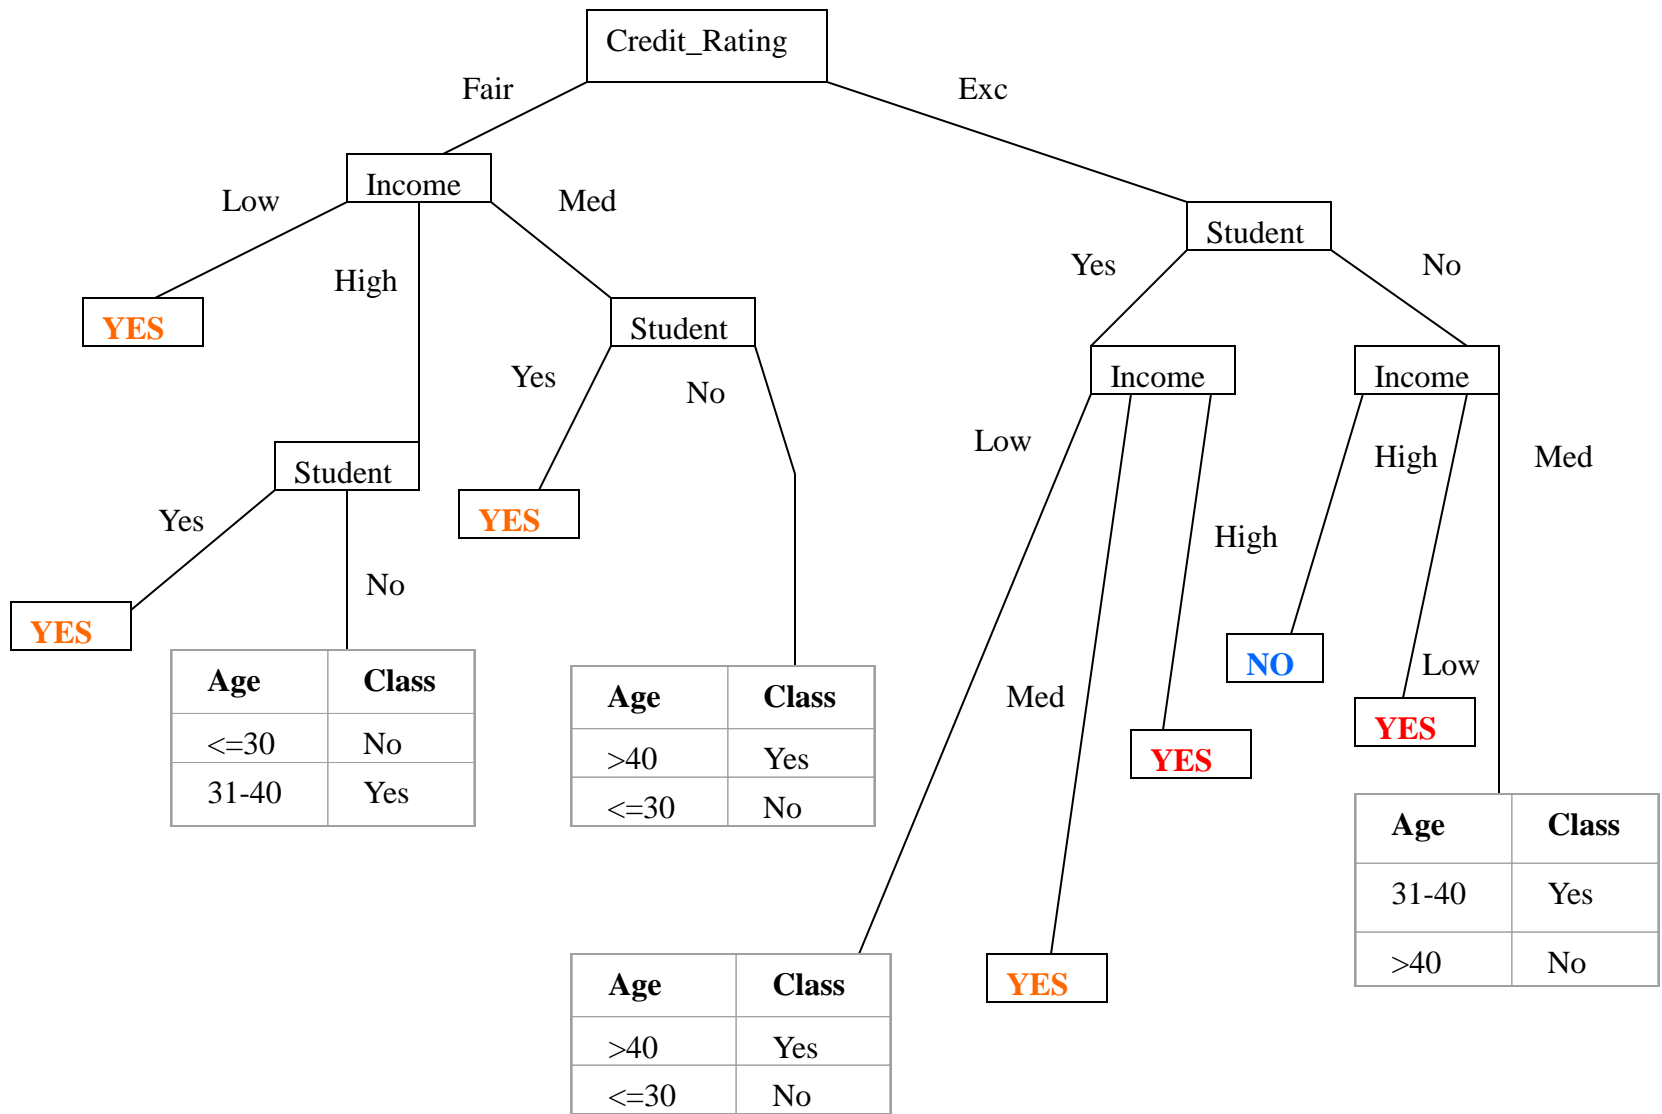 Credit_Rating
Fair
Exc
Income
Low
Med
High
Student
Yes
No
YES
Student
Yes
No
YES
Student
Yes
No
YES
Age Class
<=30 No
31-40 Yes
Age Class
>40 Yes
<=30 No
Income
Low
Med
High
Income
High
Med
Low
NO
YES
YES
Age Class
31-40 Yes
>40 No
YES
Age Class
>40 Yes
<=30 No